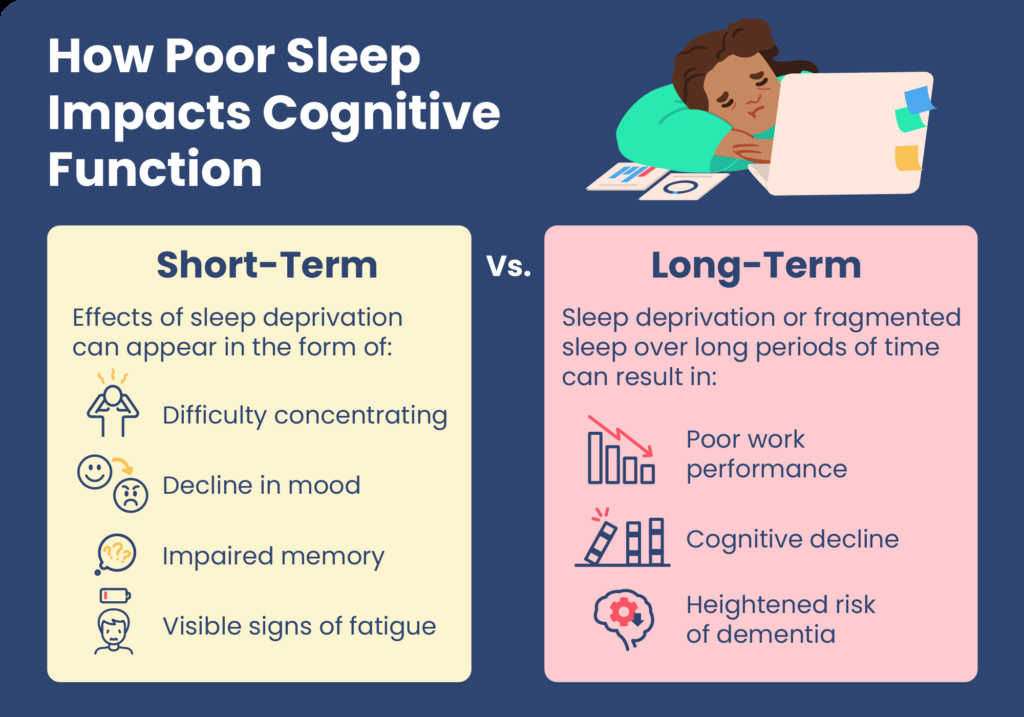 How Poor Sleep
Impacts Cognitive
Function
Short-Term
Effects of sleep deprivation
can appear in the form of:
Difficulty concentrating
Decline in mood
Impaired memory
Visible signs of fatigue
Vs.
Long-Term
Sleep deprivation or fragmented
sleep over long periods of time
can result in:
Poor work
performance
Cognitive decline
Heightened risk
of dementia